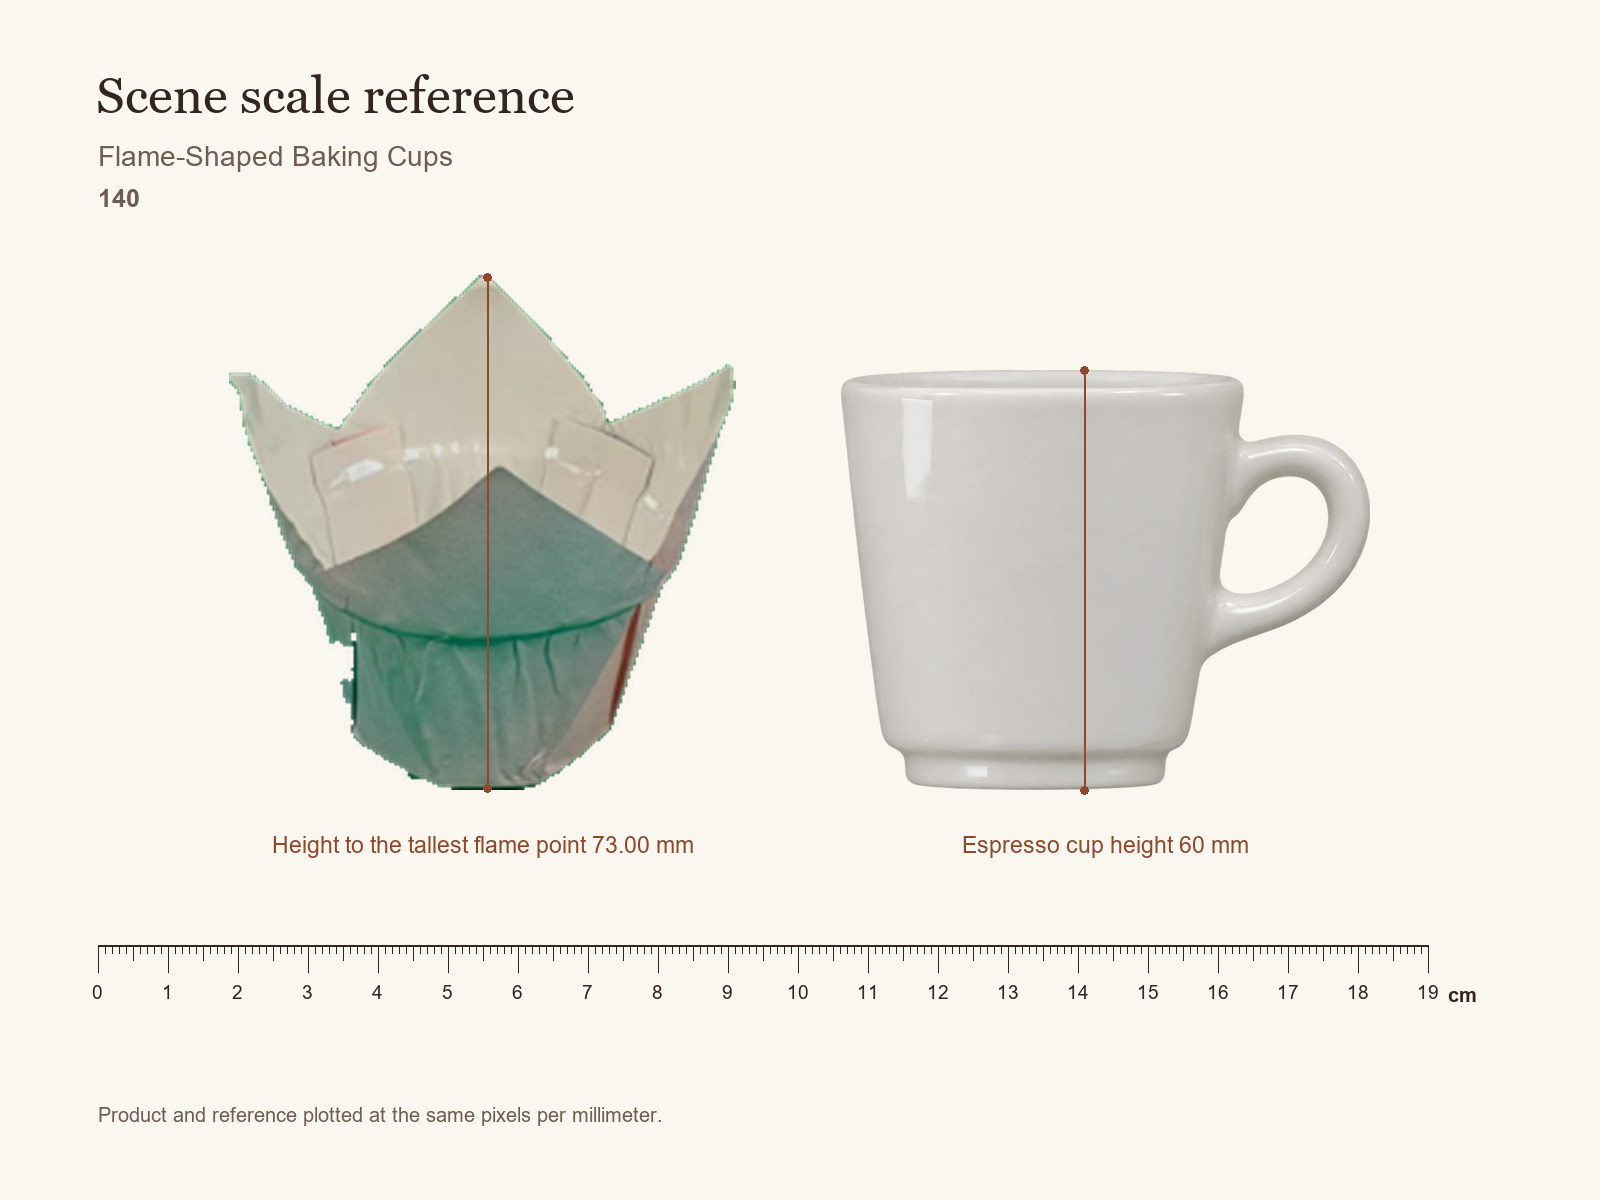 Scene scale reference
Flame-Shaped Baking Cups
140
Height to the tallest flame point 73.00 mm
Espresso cup height 60 mm
0 1 2 3 4 5 6 7 8 9 10 11 12 13 14 15 16 17 18 19 cm
Product and reference plotted at the same pixels per millimeter.